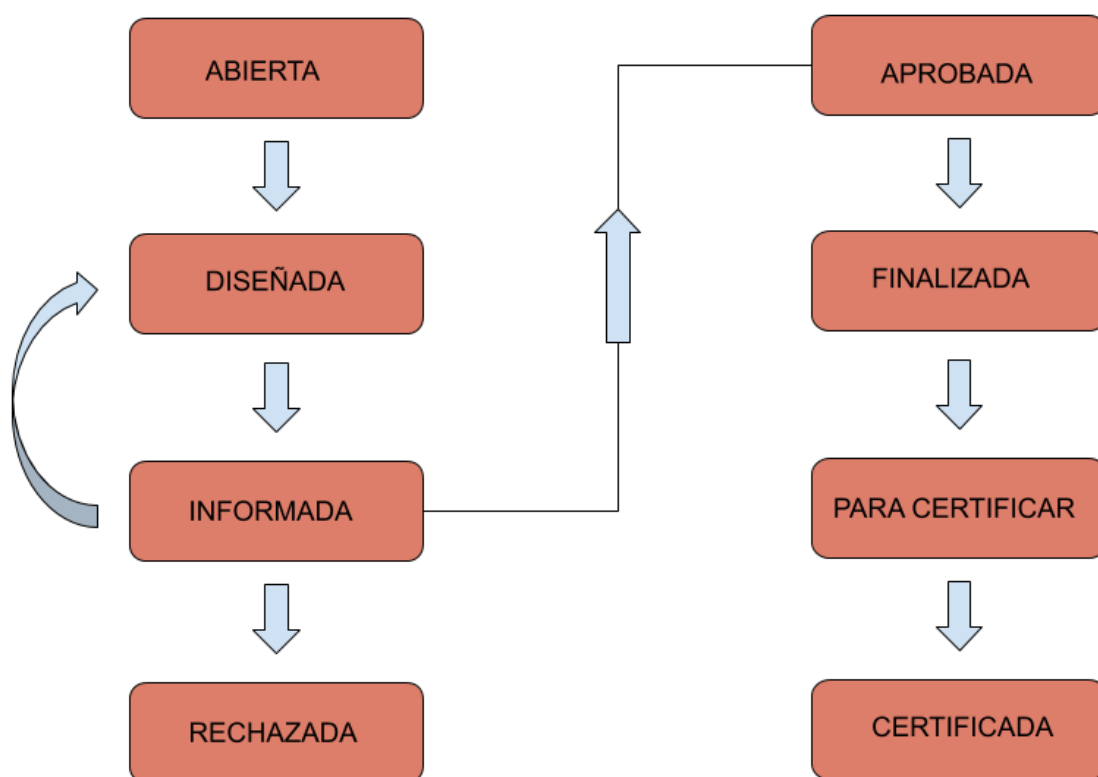 ABIERTA
DISEÑADA
INFORMADA
RECHAZADA
APROBADA
FINALIZADA
PARA CERTIFICAR
CERTIFICADA